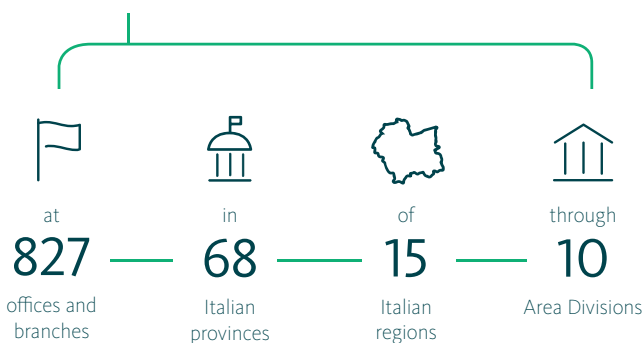 at
827
offices and
branches
in
68
Italian
provinces
of
15
Italian
regions
through
10
Area Divisions